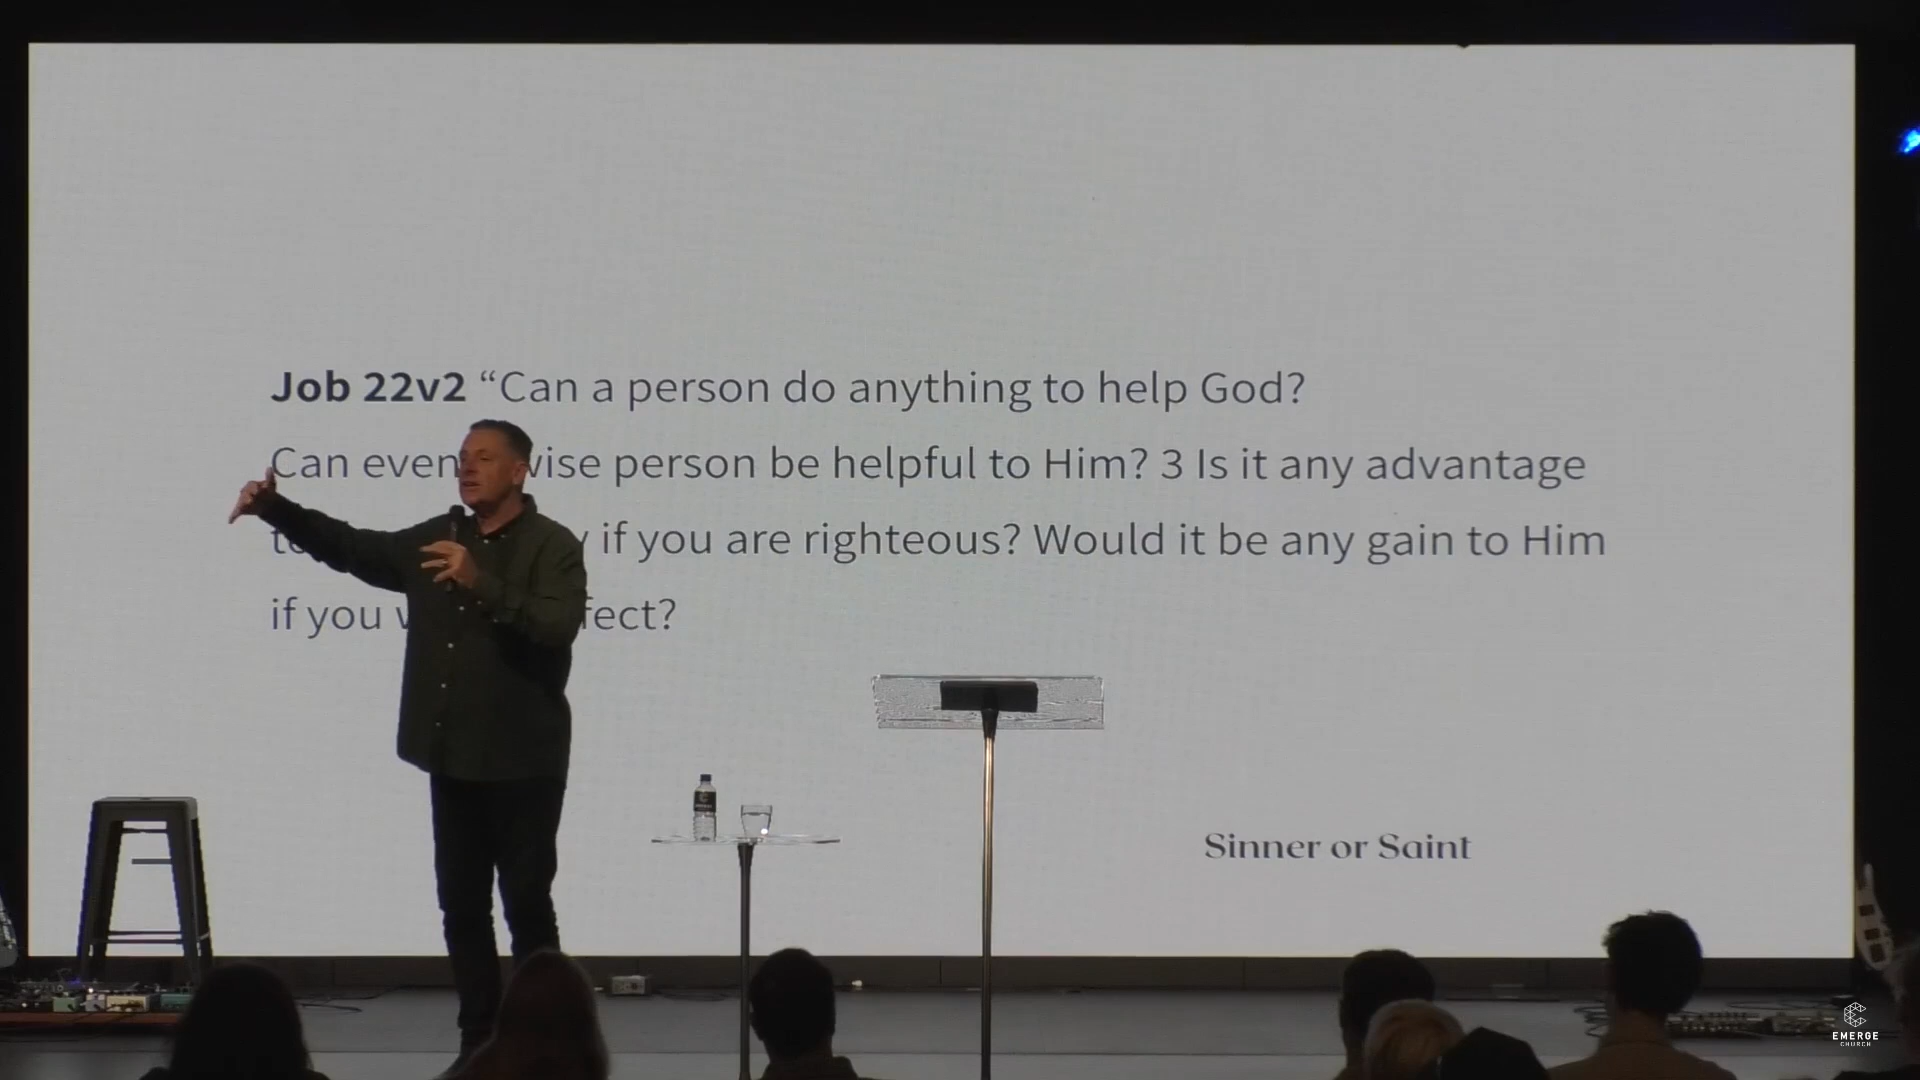 Job 22v2 “Can a person do anything to help God?
Can even wise person be helpful to Him? 3 Is it any advantage
if you are righteous? Would it be any gain to Him
if you
Sinner or Saint
EMERGE
CHURCH